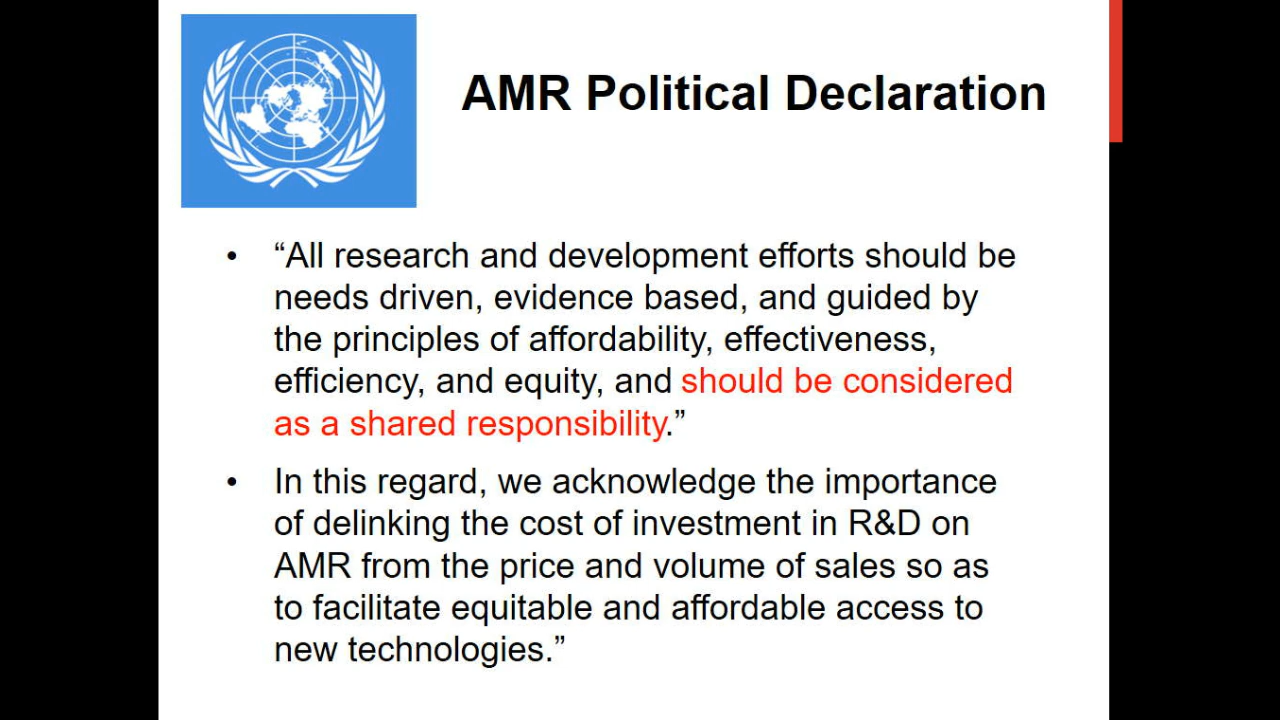 AMR Political Declaration
• “All research and development efforts should be
needs driven, evidence based, and guided by
the principles of affordability, effectiveness,
efficiency, and equity, and should be considered
as a shared responsibility.”
• In this regard, we acknowledge the importance
of delinking the cost of investment in R&D on
AMR from the price and volume of sales so as
to facilitate equitable and affordable access to
new technologies.”